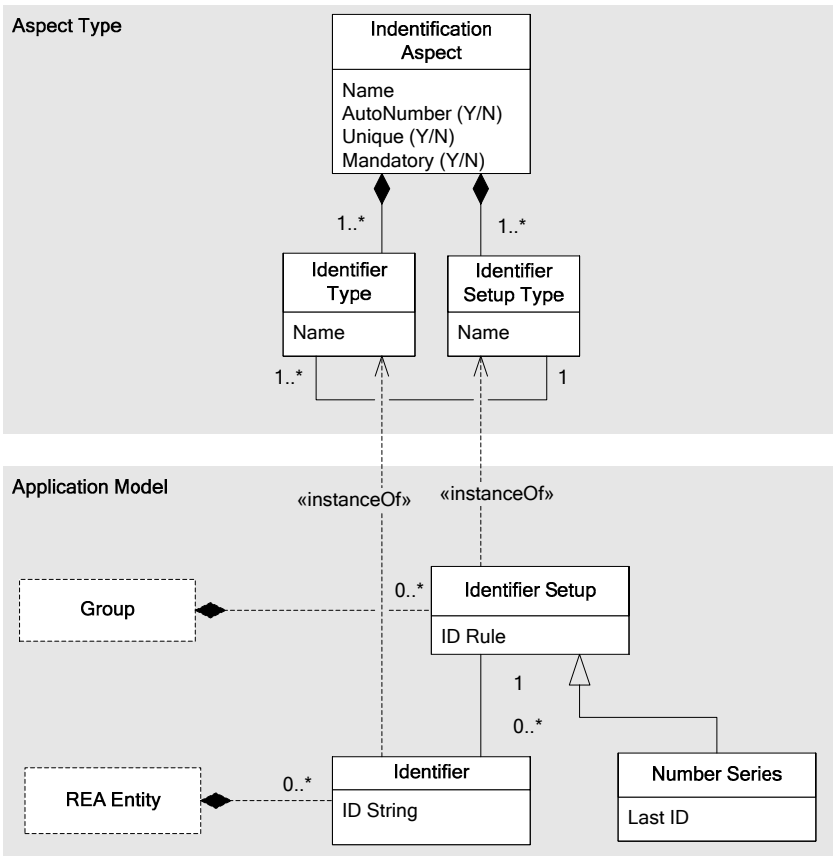 Aspect Type
Indentification
Aspect
Name
AutoNumber (Y/N)
Unique (Y/N)
Mandatory (Y/N)
1..*
1..*
Identifier
Type
Name
Identifier
Setup Type
Name
1..*
1
Application Model
«instanceOf»
«instanceOf»
Group
0..*
Identifier Setup
ID Rule
1
0..*
REA Entity
0..*
Identifier
ID String
Number Series
Last ID